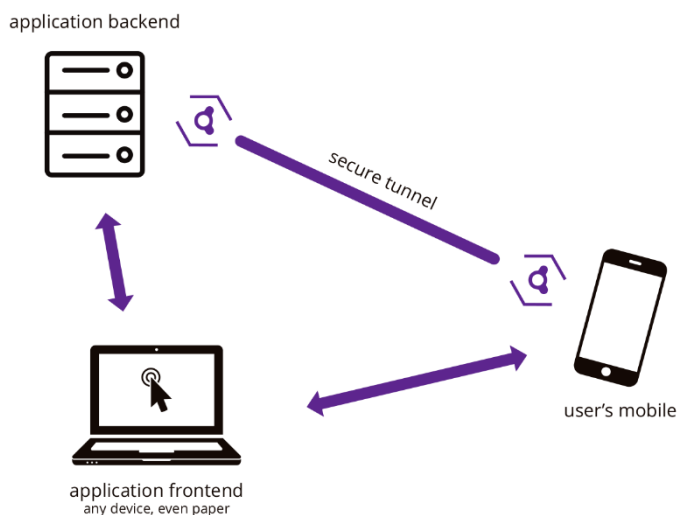 application backend
secure tunnel
user's mobile
application frontend
any device, even paper